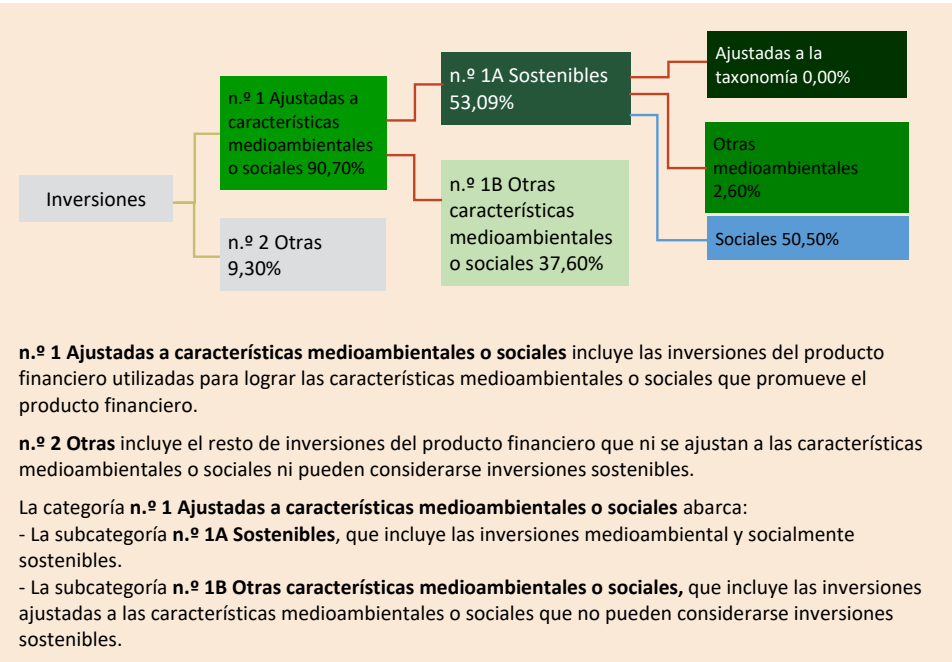 Inversiones
n.º 1 Ajustadas a
características
medioambientales
o sociales 90,70%
n.º 2 Otras
9,30%
n.º 1A Sostenibles
53,09%
n.º 1B Otras
características
medioambientales
o sociales 37,60%
Ajustadas a la
taxonomía 0,00%
Otras
medioambientales
2,60%
Sociales 50,50%
n.º 1 Ajustadas a características medioambientales o sociales incluye las inversiones del producto
financiero utilizadas para lograr las características medioambientales o sociales que promueve el
producto financiero.
n.º 2 Otras incluye el resto de inversiones del producto financiero que ni se ajustan a las características
medioambientales o sociales ni pueden considerarse inversiones sostenibles.
La categoría n.º 1 Ajustadas a características medioambientales o sociales abarca:
- La subcategoría n.º 1A Sostenibles, que incluye las inversiones medioambiental y socialmente
sostenibles.
- La subcategoría n.º 1B Otras características medioambientales o sociales, que incluye las inversiones
ajustadas a las características medioambientales o sociales que no pueden considerarse inversiones
sostenibles.